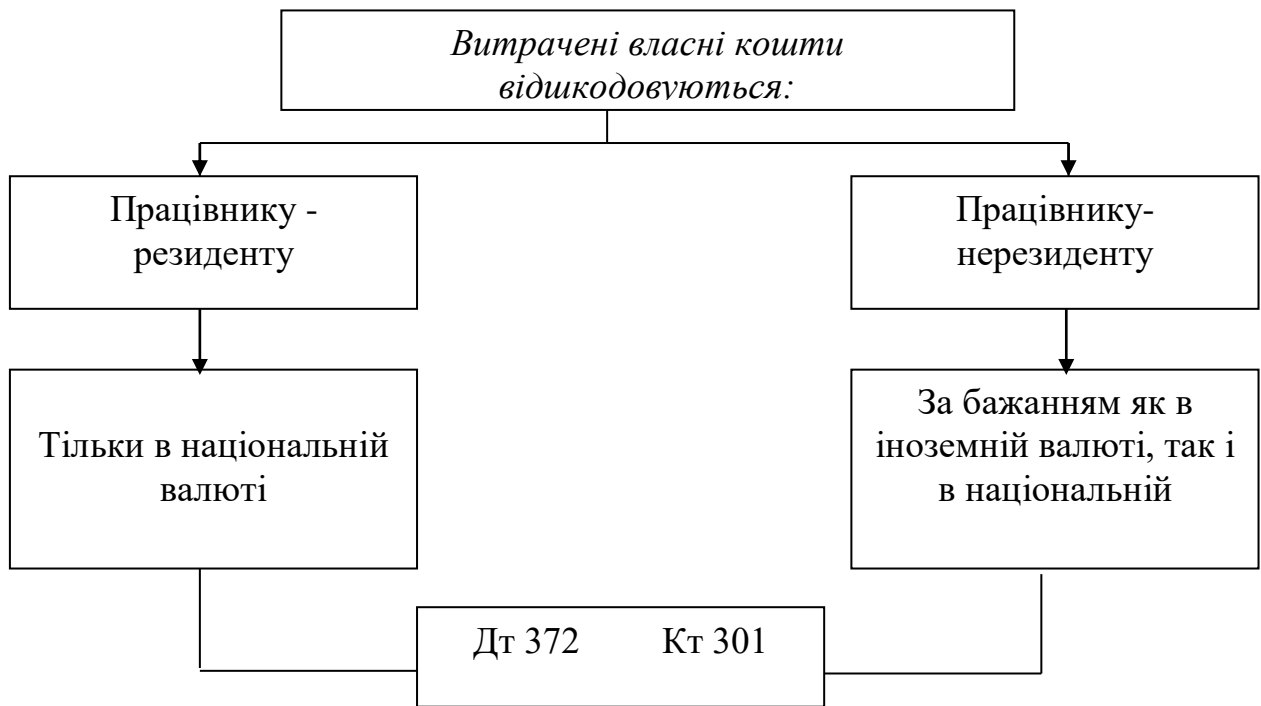 Витрачені власні кошти
відшкодовуються:
Працівнику -
резиденту
Працівнику-
нерезиденту
Тільки в національній
валюті
За бажанням як в
іноземній валюті, так і
в національній
Дт 372 Кт 301